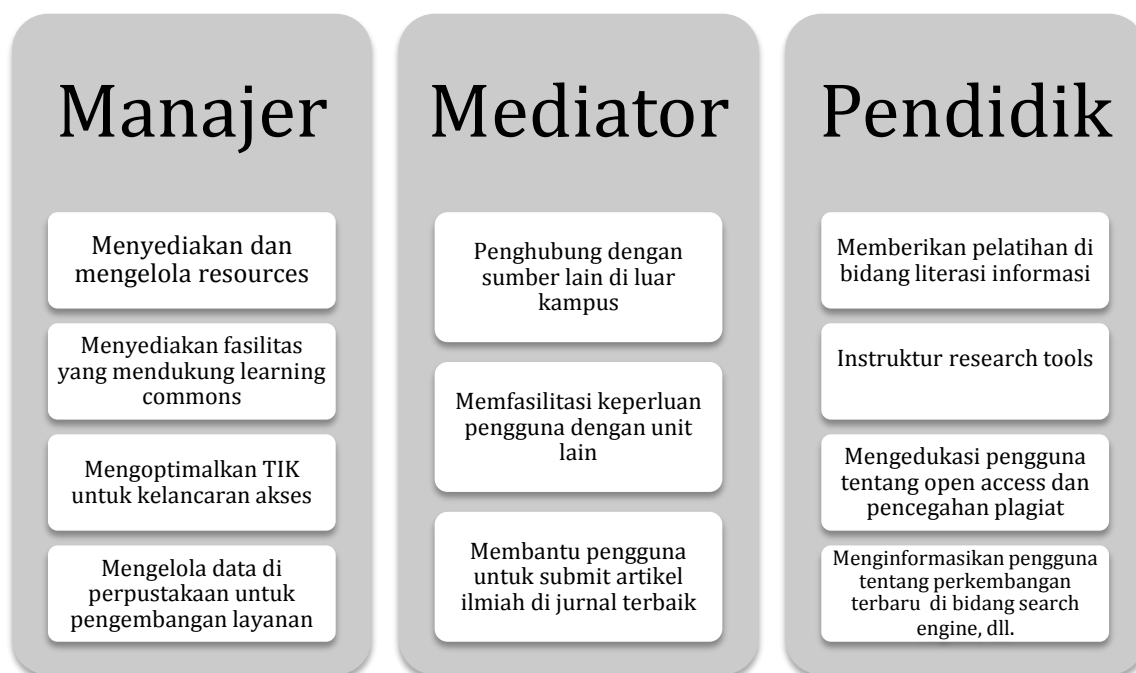 Manajer
Menyediakan dan
mengelola resources
Menyediakan fasilitas
yang mendukung learning
commons
Mengoptimalkan TIK
untuk kelancaran akses
Mengelola data di
perpustakaan untuk
pengembangan layanan
Mediator
Penghubung dengan
sumber lain di luar
kampus
Memfasilitasi keperluan
pengguna dengan unit
lain
Membantu pengguna
untuk submit artikel
ilmiah di jurnal terbaik
Pendidik
Memberikan pelatihan di
bidang literasi informasi
Instruktur research tools
Mengedukasi pengguna
tentang open access dan
pencegahan plagiat
Menginformasikan pengguna
tentang perkembangan
terbaru di bidang search
engine, dll.